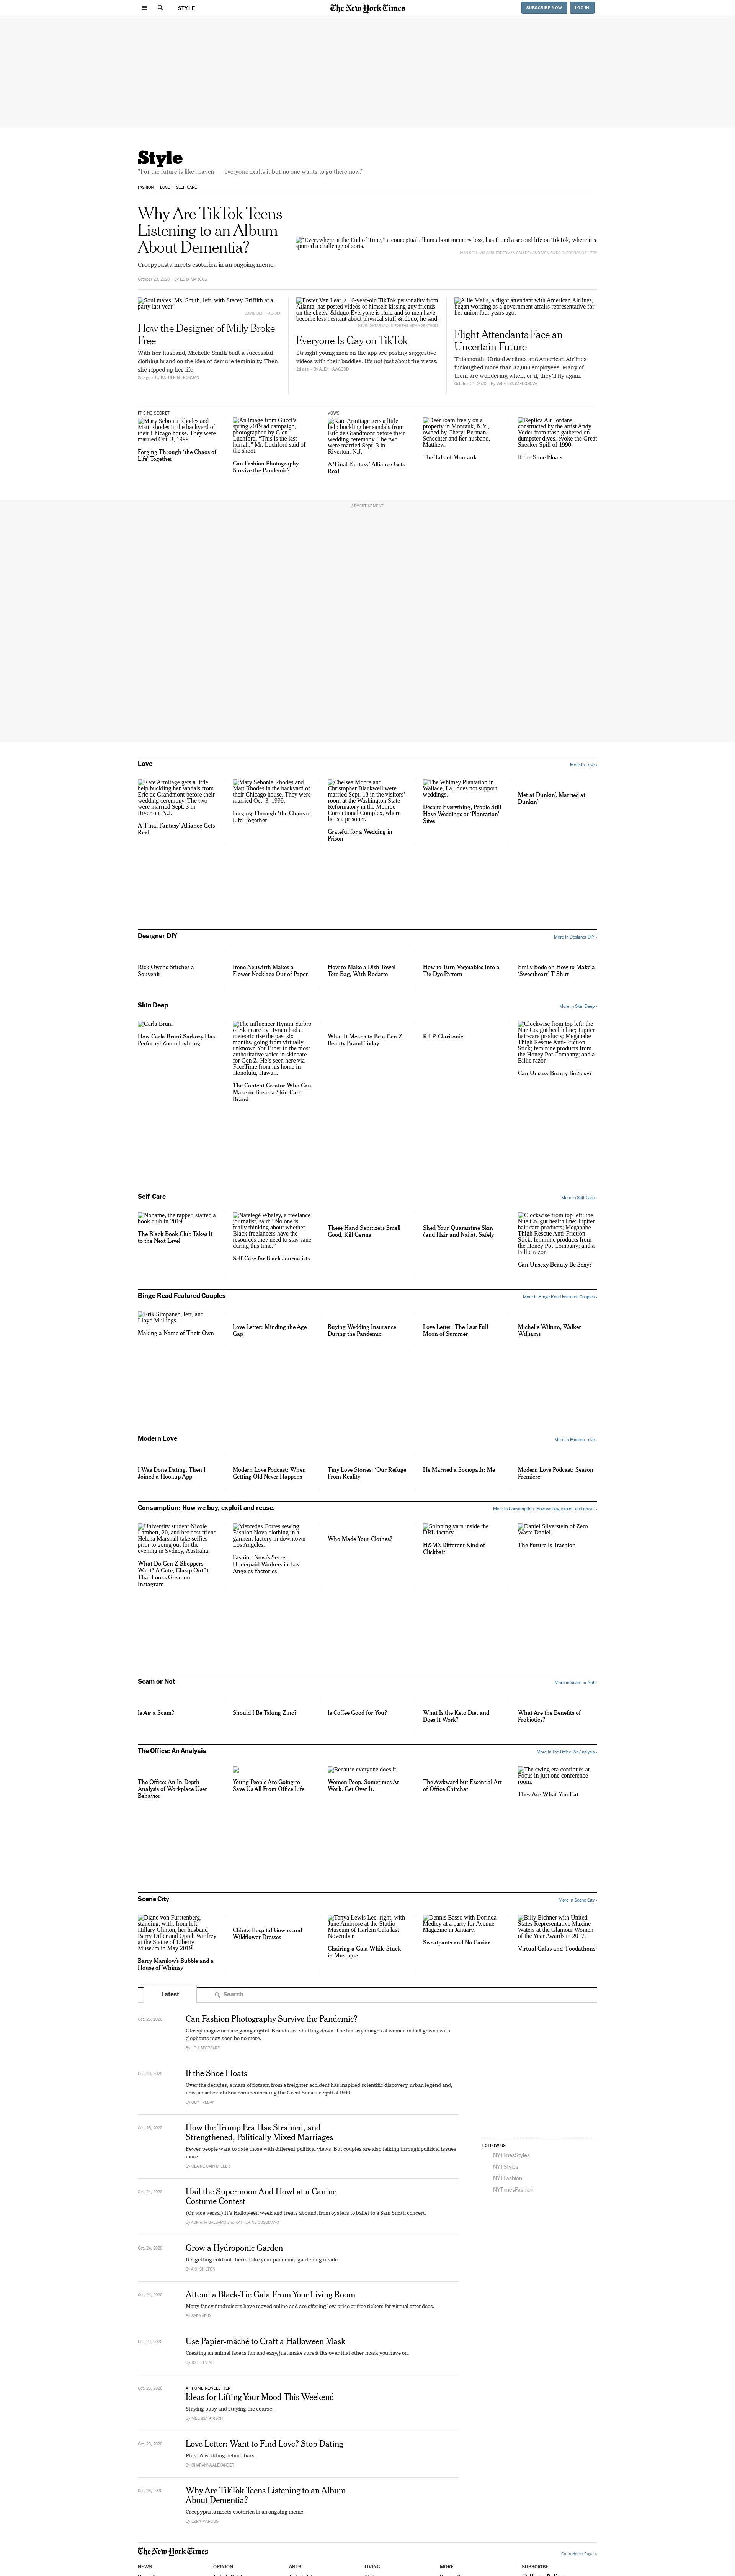 STYLE
The New York Times
SUBSCRIBE NOW
LOG IN
Style
"For the future is like heaven — everyone exalts it but no one wants to go there now."
FASHION
LOVE
SELF-CARE
Why Are TikTok Teens
Listening to an Album
About Dementia?
Creepypasta meets esoterica in an ongoing meme.
October 23, 2020 - By EZRA MARCUS
"Everywhere at the End of Time," a conceptual about memory loss, has found a second life on TikTok, where it's
spurred a challenge of sorts.
Soul mates: Ms. Smith, left, with Stacey Griffith at a
party last year.
How the Designer of Milly Broke
Free
With her husband, Michelle Smith built a successful
clothing brand on the idea of demure femininity. Then
she ripped up her life.
2d ago - By KATHERINE ROSMAN
Foster Van Lear, a 16-year-old TikTok personality from
Atlanta, has posted videos of himself kissing guy friends
on the cheek. &ldquo;Everyone is fluid and so men have
become less hesitant about physical stuff,&rdquo; he said.
Everyone Is Gay on TikTok
Straight young men on the app are posting suggestive
videos with their buddies. It's not just about the views.
2d ago - By ALEX HAWGOOD
Allie Malis, a flight attendant with American Airlines,
began working as a government affairs representative for
her union four years ago.
Flight Attendants Face an
Uncertain Future
This month, United Airlines and American Airlines
furloughed more than 32,000 employees. Many of
them are wondering when, or if, they'll fly again.
October 21, 2020 - By VALERIYA SAFRONOVA
IT'S NO SECRET
Mary Sebonia Rhodes and
Matt Rhodes in the backyard of
their Chicago house. They were
married Oct. 3, 1999.
Forging Through 'the Chaos of
Life' Together
An image from Gucci's
spring 2019 ad campaign,
photographed by Glen
Luchford. "This is the last
hurrah," Mr. Luchford said of
the shoot.
Can Fashion Photography
Survive the Pandemic?
VOWS
Kate Armitage gets a little
help buckling her sandals from
Eric de Grandmont before their
wedding ceremony. The two
were married Sept. 3 in
Riverton, N.J.
A 'Final Fantasy' Alliance Gets
Real
Deer roam freely on a
property in Montauk, N.Y.,
owned by Cheryl Berman-
Schechter and her husband,
Matthew.
The Talk of Montauk
Replica Air Jordans,
constructed by the artist Andy
Yoder from trash gathered on
dumpster dives, evoke the Great
Sneaker Spill of 1990.
If the Shoe Floats
ADVERTISEMENT
Love
More in Love ›
Kate Armitage gets a little
help buckling her sandals from
Eric de Grandmont before their
wedding ceremony. The two
were married Sept. 3 in
Riverton, N.J.
A 'Final Fantasy' Alliance Gets
Real
Mary Sebonia Rhodes and
Matt Rhodes in the backyard of
their Chicago house. They were
married Oct. 3, 1999.
Forging Through 'the Chaos of
Life' Together
Chelsea Moore and
Christopher Blackwell were
married Sept. 18 in the visitors'
room at the Washington State
Reformatory in the Monroe
Correctional Complex, where
he is a prisoner.
Grateful for a Wedding in
Prison
The Whitney Plantation in
Wallace, La., does not support
weddings.
Despite Everything, People Still
Have Weddings at 'Plantation'
Sites
Met at Dunkin', Married at
Dunkin'
Designer DIY
More in Designer DIY ›
Rick Owens Stitches a
Souvenir
Irene Neuwirth Makes a
Flower Necklace Out of Paper
How to Make a Dish Towel
Tote Bag, With Rodarte
How to Turn Vegetables Into a
Tie-Dye Pattern
Emily Bode on How to Make a
'Sweetheart' T-Shirt
Skin Deep
More in Skin Deep ›
Carla Bruni
How Carla Bruni-Sarkozy Has
Perfected Zoom Lighting
The influencer Hyram Yarbro
of Skincare by Hyram had a
meteoric rise the past six
months, going from virtually
unknown YouTuber to the most
authoritative voice in skincare
for Gen Z. He's seen here via
FaceTime from his home in
Honolulu, Hawaii.
The Content Creator Who Can
Make or Break a Skin Care
Brand
What It Means to Be a Gen Z
Beauty Brand Today
R.I.P. Clarisonic
Clockwise from top left: the
Nue Co. gut health line; Jupiter
hair-care products; Megababe
Thigh Rescue Anti-Friction
Stick; feminine products from
the Honey Pot Company; and a
Billie razor.
Can Unsexy Beauty Be Sexy?
Self-Care
More in Self-Care ›
Noname, the rapper, started a
book club in 2019.
The Black Book Club Takes It
to the Next Level
Natelegé Whaley, a freelance
journalist, said: "No one is
really thinking about whether
Black freelancers have the
resources they need to stay sane
during this time."
Self-Care for Black Journalists
These Hand Sanitizers Smell
Good, Kill Germs
Shed Your Quarantine Skin
(and Hair and Nails), Safely
Clockwise from top left: the
Nue Co. gut health line; Jupiter
hair-care products; Megababe
Thigh Rescue Anti-Friction
Stick; feminine products from
the Honey Pot Company; and a
Billie razor.
Can Unsexy Beauty Be Sexy?
Binge Read Featured Couples
More in Binge Read Featured Couples ›
Erik Simpanen, left, and
Lloyd Mullings.
Making a Name of Their Own
Love Letter: Minding the Age
Gap
Buying Wedding Insurance
During the Pandemic
Love Letter: The Last Full
Moon of Summer
Michelle Wikum, Walker
Williams
Modern Love
More in Modern Love ›
I Was Done Dating. Then I
Joined a Hookup App.
Modern Love Podcast: When
Getting Old Never Happens
Tiny Love Stories: 'Our Refuge
From Reality'
He Married a Sociopath: Me
Modern Love Podcast: Season
Premiere
Consumption: How we buy, exploit and reuse.
More in Consumption: How we buy, exploit and reuse. ›
University student Nicole
Lambert, 20, and her best friend
Helena Marshall take selfies
prior to going out for the
evening in Sydney, Australia.
What Do Gen Z Shoppers
Want? A Cute, Cheap Outfit
That Looks Great on
Instagram
Mercedes Cortes sewing
Fashion Nova clothing in a
garment factory in downtown
Los Angeles.
Fashion Nova's Secret:
Underpaid Workers in Los
Angeles Factories
Who Made Your Clothes?
Spinning yarn inside the
DBL factory.
H&M's Different Kind of
Clickbait
Daniel Silverstein of Zero
Waste Daniel.
The Future Is Trashion
Scam or Not
More in Scam or Not ›
Is Air a Scam?
Should I Be Taking Zinc?
Is Coffee Good for You?
What Is the Keto Diet and
Does It Work?
What Are the Benefits of
Probiotics?
The Office: An Analysis
More in The Office: An Analysis ›
The Office: An In-Depth
Analysis of Workplace User
Behavior
Young People Are Going to
Save Us All From Office Life
Because everyone does it.
Women Poop. Sometimes At
Work. Get Over It.
The Awkward but Essential Art
of Office Chitchat
The swing era continues at
Focus in just one conference
room.
They Are What You Eat
Scene City
More in Scene City ›
Diane von Furstenberg,
standing, with, from left,
Hillary Clinton, her husband
Barry Diller and Oprah Winfrey
at the Statue of Liberty
Museum in May 2019.
Barry Manilow's Bubble and a
House of Whimsy
Chintz Hospital Gowns and
Wildflower Dresses
Tonya Lewis Lee, right, with
June Ambrose at the Studio
Museum of Harlem Gala last
November.
Chairing a Gala While Stuck
in Mustique
Dennis Basso with Dorinda
Medley at a party for Avenue
Magazine in January.
Sweatpants and No Caviar
Billy Eichner with United
States Representative Maxine
Waters at the Glamour Women
of the Year Awards in 2017.
Virtual Galas and 'Foodathons'
Latest
Search
Oct. 26, 2020
Can Fashion Photography Survive the Pandemic?
Glossy magazines are going digital. Brands are shutting down. The fantasy images of women in ball gowns with
elephants may soon be no more.
By LOU STOPPARD
Oct. 26, 2020
If the Shoe Floats
Over the decades, a mass of flotsam from a freighter accident has inspired scientific discovery, urban legend and,
now, an art exhibition commemorating the Great Sneaker Spill of 1990.
By GUY TREBAY
Oct. 26, 2020
How the Trump Era Has Strained, and
Strengthened, Politically Mixed Marriages
Fewer people want to date those with different political views. But couples are also talking through political issues
more.
By CLAIRE CAIN MILLER
Oct. 24, 2020
Hail the Supermoon And Howl at a Canine
Costume Contest
(Or vice versa.) It's Halloween week and treats abound, from oysters to ballet to a Sam Smith concert.
By ADRIANA BALSAMO and KATHERINE CUSUMANO
Oct. 24, 2020
Grow a Hydroponic Garden
It's getting cold out there. Take your pandemic gardening inside.
By A.C. SHILTON
Oct. 24, 2020
Attend a Black-Tie Gala From Your Living Room
Many fancy fundraisers have moved online and are offering low-price or free tickets for virtual attendees.
By SARA ARIDI
Oct. 23, 2020
Use Papier-mâché to Craft a Halloween Mask
Creating an animal face is fun and easy, just make sure it fits over that other mask you have on.
By JODI LEVINE
Oct. 23, 2020
AT HOME NEWSLETTER
Ideas for Lifting Your Mood This Weekend
Staying busy and staying the course.
By MELISSA KIRSCH
Oct. 23, 2020
Love Letter: Want to Find Love? Stop Dating
Plus: A wedding behind bars.
By CHARANNA ALEXANDER
Oct. 23, 2020
Why Are TikTok Teens Listening to an Album
About Dementia?
Creepypasta meets esoterica in an ongoing meme.
By EZRA MARCUS
FOLLOW US
NYTimesStyles
NYTStyles
NYTFashion
NYTimesFashion
The New York Times
Go to Home Page »
NEWS
OPINION
ARTS
LIVING
MORE
SUBSCRIBE